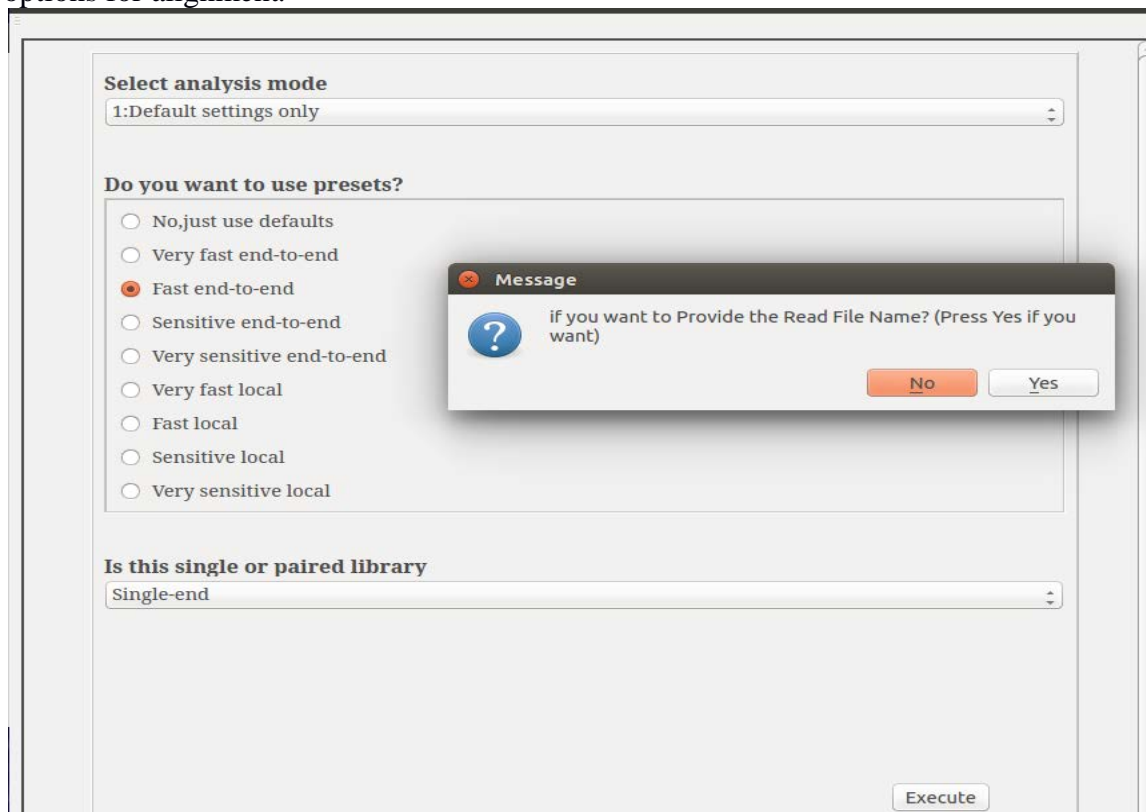 options for alignment.
Select analysis mode
1:Default settings only
Do you want to use presets?
No,just use defaults
Very fast end-to-end
Fast end-to-end
Sensitive end-to-end
Very sensitive end-to-end
Very fast local
Fast local
Sensitive local
Very sensitive local
Message
if you want to Provide the Read File Name? (Press Yes if you
want)
No
Yes
Is this single or paired library
Single-end
Execute